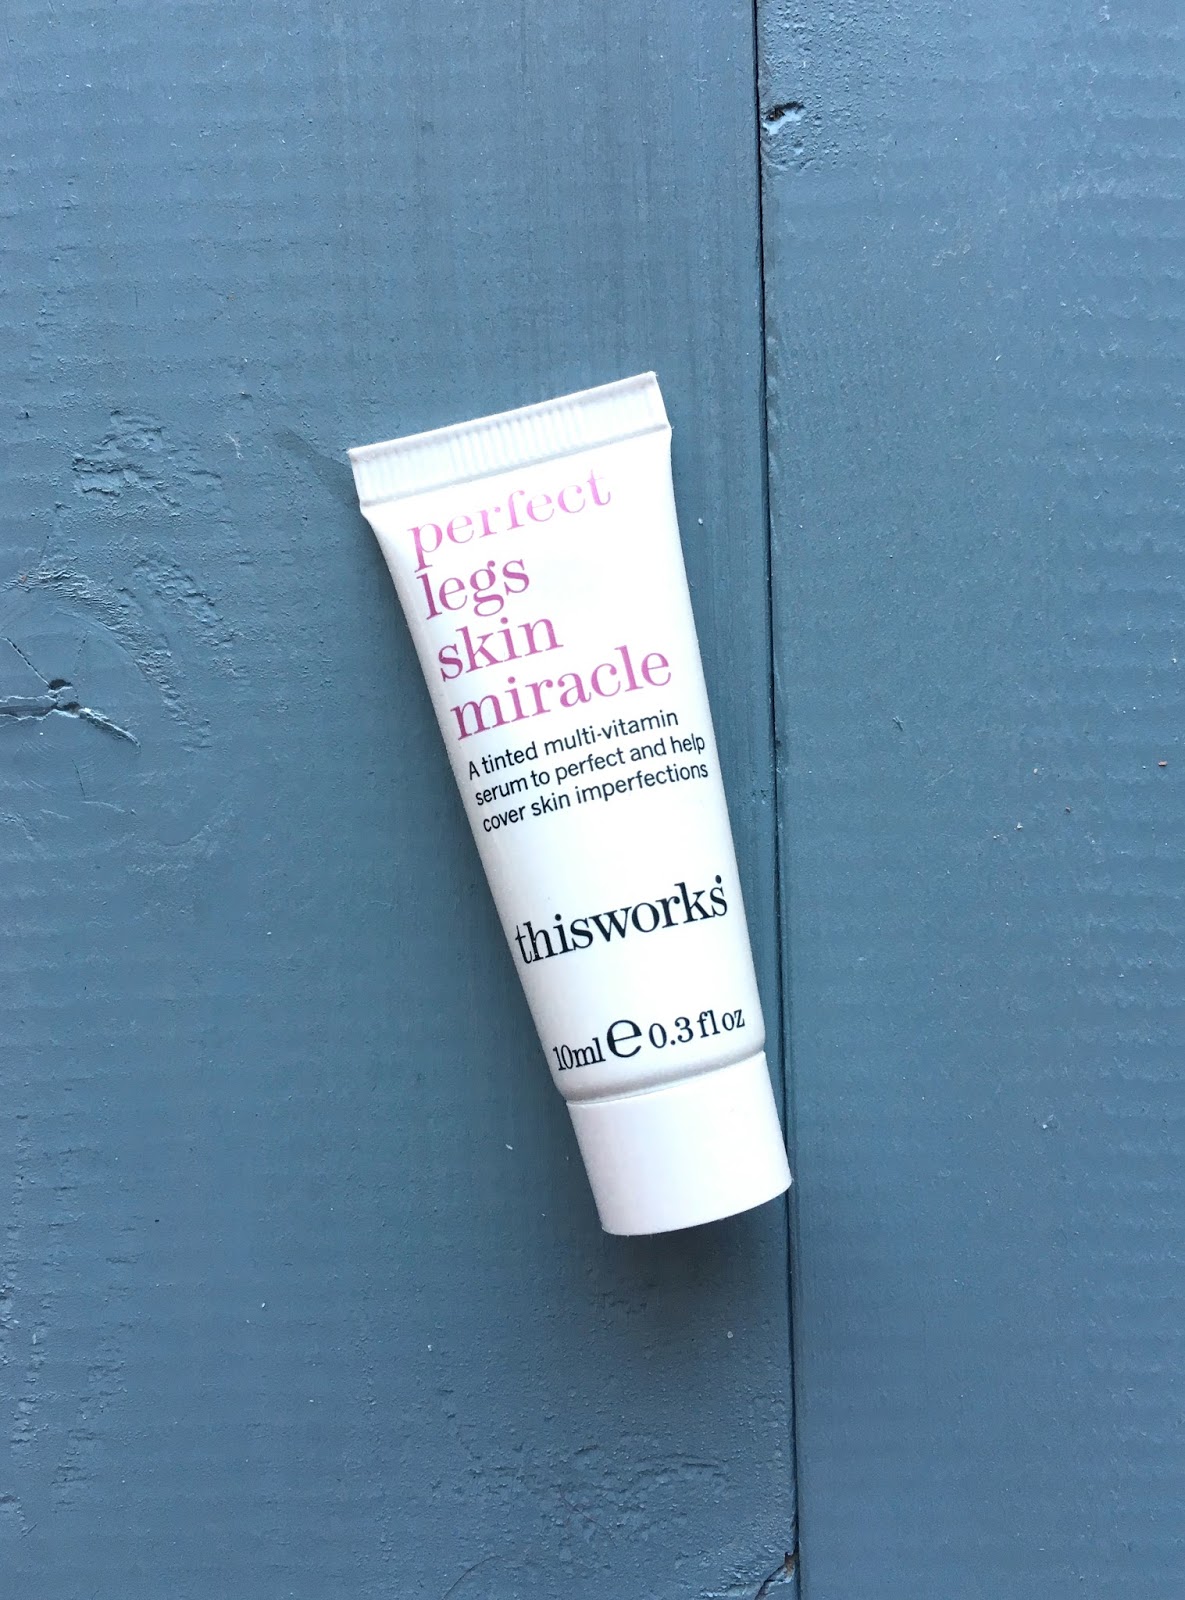 perfect
legs
skin
miracle
A tinted multi-vitamin
serum to perfect and help
cover skin imperfections
thisworks
10ml e 0.3 fl oz